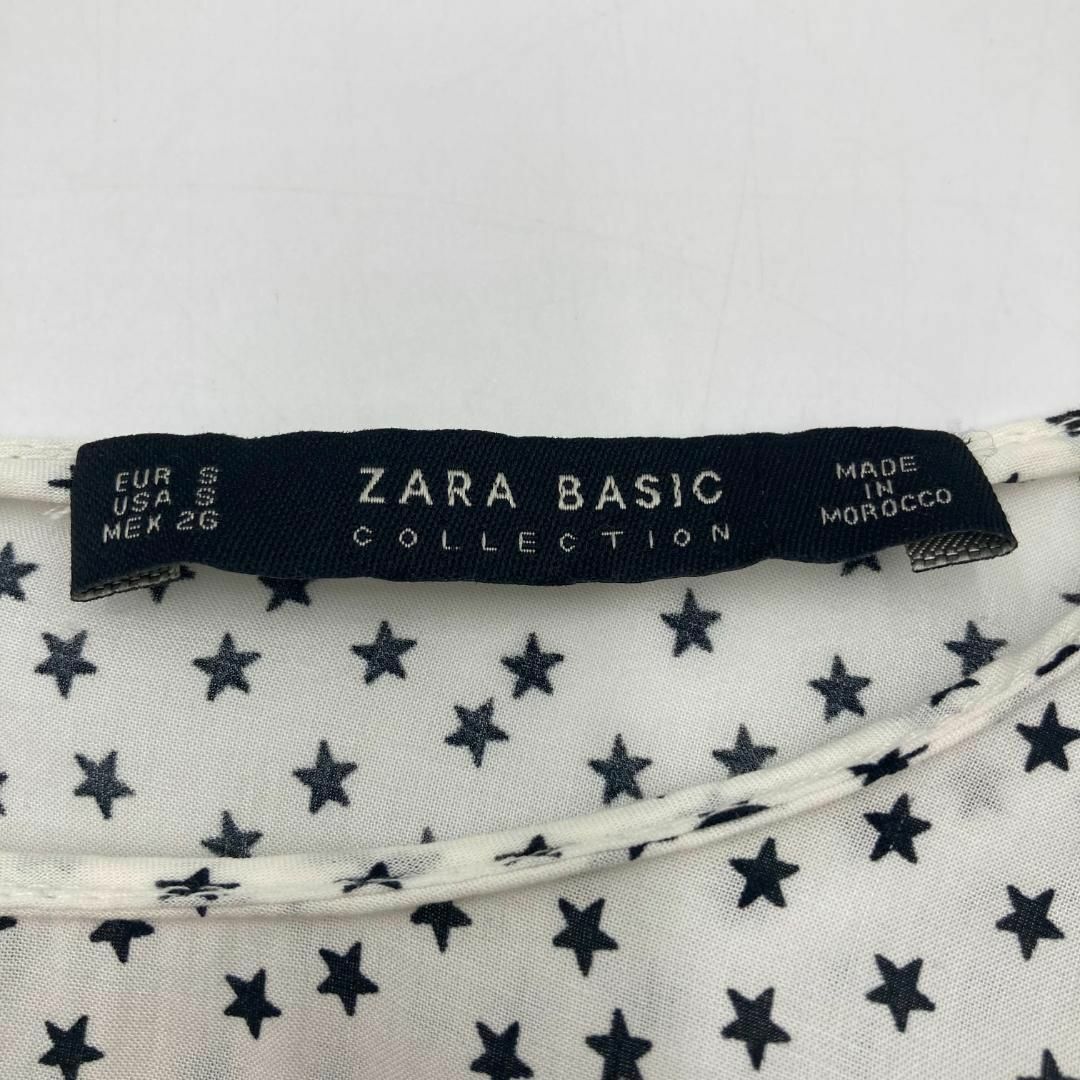 EUR S
USA S
MEX 26
ZARA BASIC
COLLECTION
MADE
IN
MOROCCO